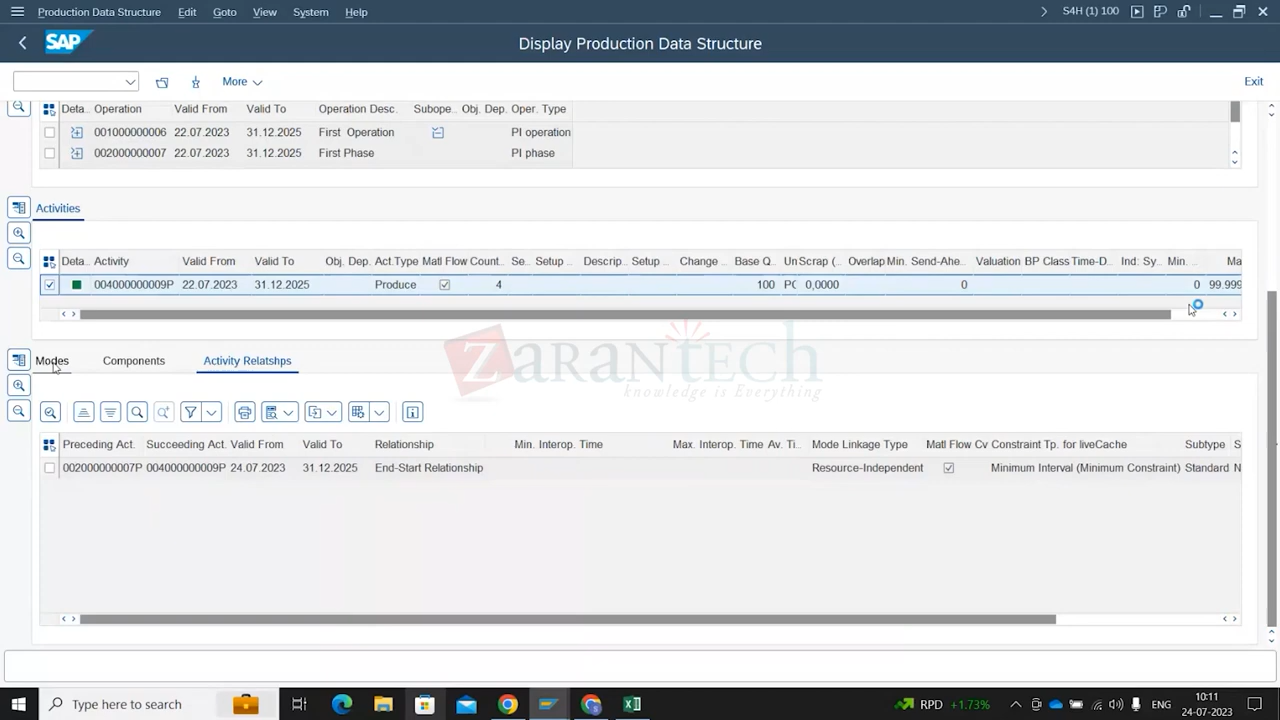 Production Data Structure Edit Goto View System Help S4H (1) 100
SAP Display Production Data Structure
More Exit
Deta.. Operation Valid From Valid To Operation Desc. Subope.. Obj. Dep. Oper. Type
001000000006 22.07.2023 31.12.2025 First Operation PI operation
002000000007 22.07.2023 31.12.2025 First Phase PI phase
Activities
Deta.. Activity Valid From Valid To Obj. Dep. Act.Type Matl Flow Count.. Se.. Setup ... Descrip.. Setup ... Change ... Base Q.. Un Scrap (.. Overlap Min. Send-Ahe.. Valuation BP Class Time-D.. Ind: Sy.. Min. ... Ma
004000000009P 22.07.2023 31.12.2025 Produce 4 100 PC 0,0000 0 0 99.999
Modes Components Activity Relatshps
ZARANTECH
knowledge is Everything
Preceding Act. Succeeding Act. Valid From Valid To Relationship Min. Interop. Time Max. Interop. Time Av. Ti.. Mode Linkage Type Matl Flow Cv Constraint Tp. for liveCache Subtype S
002000000007P 004000000009P 24.07.2023 31.12.2025 End-Start Relationship Resource-Independent Minimum Interval (Minimum Constraint) Standard N
Type here to search RPD +1.73% ENG 10:11
24-07-2023